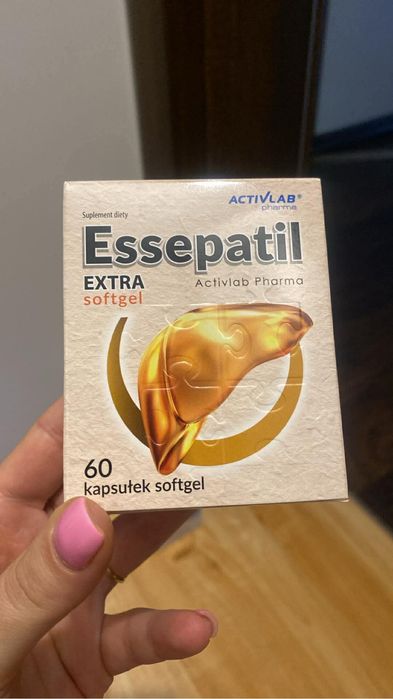 ACTIVLAB®
pharma
Suplement diety
Essepatil
EXTRA
softgel
Activlab Pharma
60
kapsułek softgel